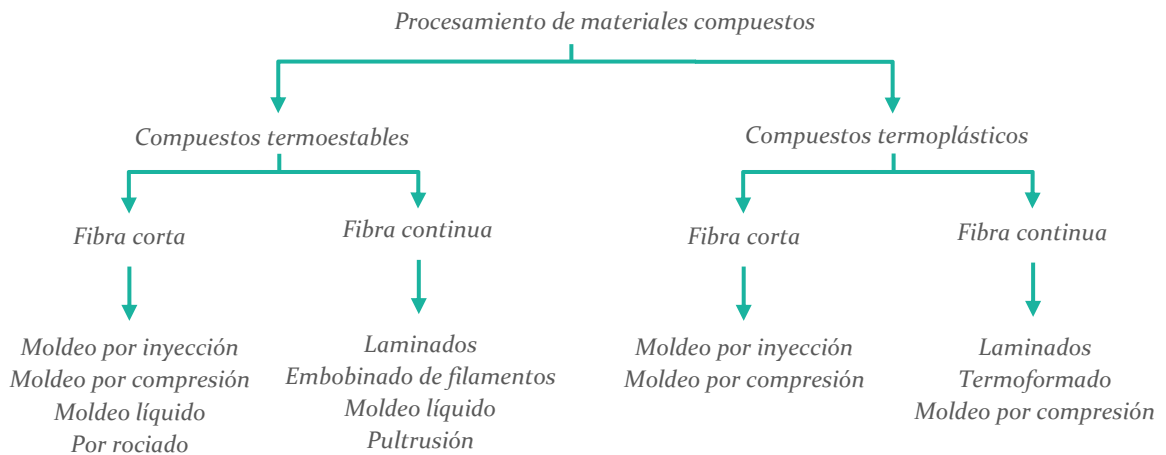 Procesamiento de materiales compuestos
Compuestos termoestables
Compuestos termoplásticos
Fibra corta
Fibra continua
Fibra corta
Fibra continua
Moldeo por inyección
Moldeo por compresión
Moldeo líquido
Por rociado
Laminados
Embobinado de filamentos
Moldeo líquido
Pultrusión
Moldeo por inyección
Moldeo por compresión
Laminados
Termoformado
Moldeo por compresión